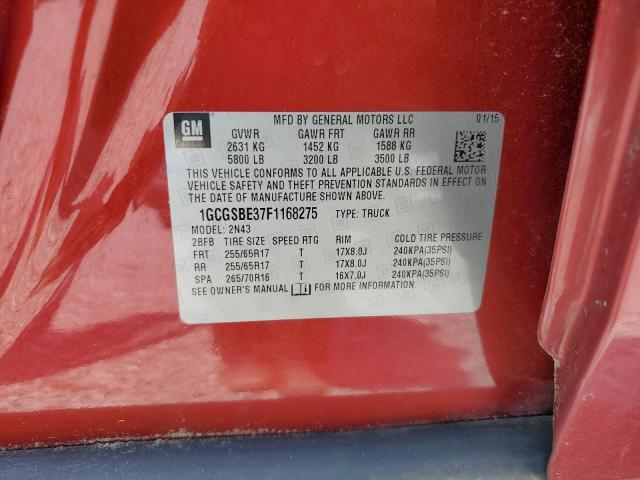 MFD BY GENERAL MOTORS LLC 01/15
GM
GVWR GAWR FRT GAWR RR
2631 KG 1452 KG 1588 KG
5800 LB 3200 LB 3500 LB
THIS VEHICLE CONFORMS TO ALL APPLICABLE U.S. FEDERAL MOTOR
VEHICLE SAFETY AND THEFT PREVENTION STANDARDS IN EFFECT ON
THE DATE OF MANUFACTURE SHOWN ABOVE.
1GCGSBE37F1168275 TYPE: TRUCK
MODEL: 2N43
2BFB TIRE SIZE SPEED RTG RIM COLD TIRE PRESSURE
FRT 255/65R17 T 17X8.0J 240KPA(35PSI)
RR 255/65R17 T 17X8.0J 240KPA(35PSI)
SPA 265/70R16 T 16X7.0J 240KPA(35PSI)
SEE OWNER'S MANUAL FOR MORE INFORMATION.